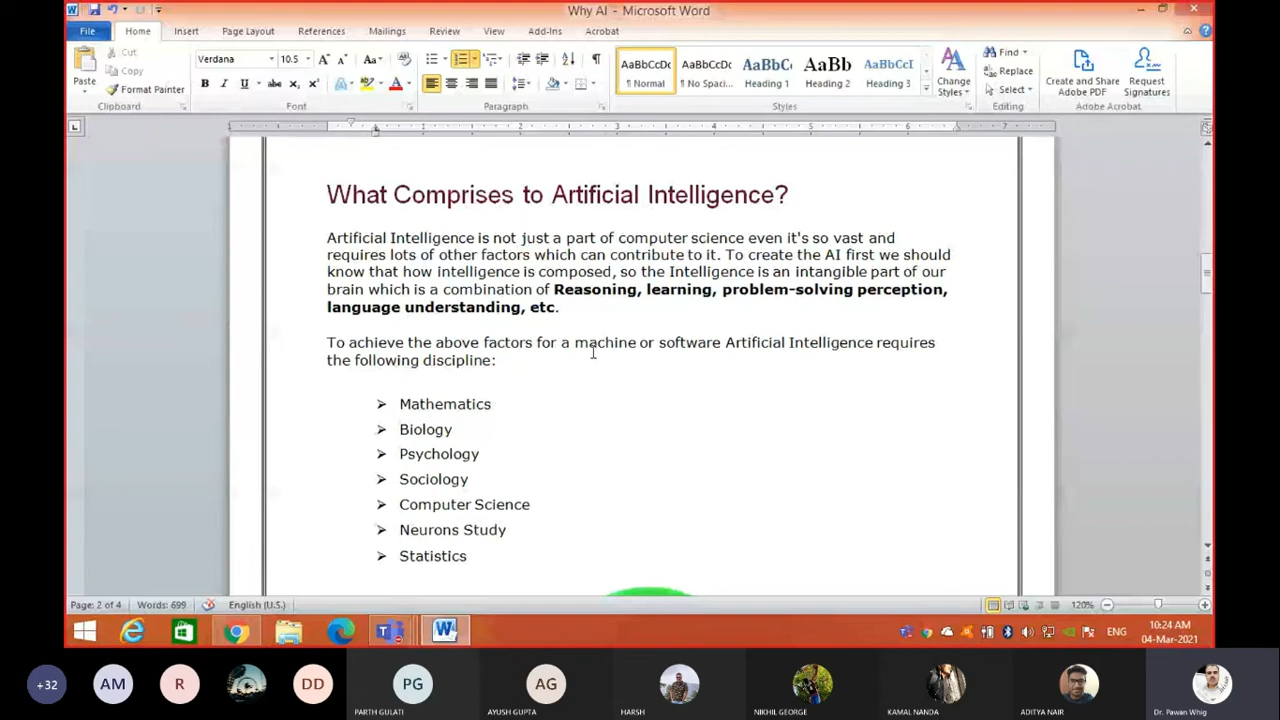 Why AI - Microsoft Word
File Home Insert Page Layout References Mailings Review View Add-Ins Acrobat
Cut
Copy
Format Painter
Paste
Clipboard
Verdana 10.5
Font
Paragraph
AaBbCcDc AaBbCcDc AaBbC AaBb AaBbCcI
¶ Normal ¶ No Spaci... Heading 1 Heading 2 Heading 3
Change Styles
Styles
Find
Replace
Select
Editing
Create and Share Adobe PDF
Request Signatures
Adobe Acrobat
1 1 2 3 4 5 6 7
What Comprises to Artificial Intelligence?
Artificial Intelligence is not just a part of computer science even it's so vast and
requires lots of other factors which can contribute to it. To create the AI first we should
know that how intelligence is composed, so the Intelligence is an intangible part of our
brain which is a combination of Reasoning, learning, problem-solving perception,
language understanding, etc.
To achieve the above factors for a machine or software Artificial Intelligence requires
the following discipline:
➢ Mathematics
➢ Biology
➢ Psychology
➢ Sociology
➢ Computer Science
➢ Neurons Study
➢ Statistics
Page: 2 of 4 Words: 699 English (U.S.) 120%
ENG
10:24 AM
04-Mar-2021
+32 AM R DD PG AG
PARTH GULATI AYUSH GUPTA HARSH NIKHIL GEORGE KAMAL NANDA ADITYA NAIR Dr. Pawan Whig